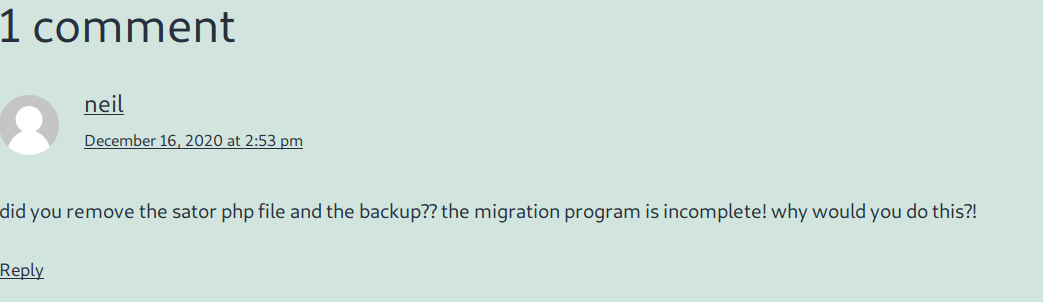 1 comment
neil
December 16, 2020 at 2:53 pm
did you remove the sator php file and the backup?? the migration program is incomplete! why would you do this?!
Reply